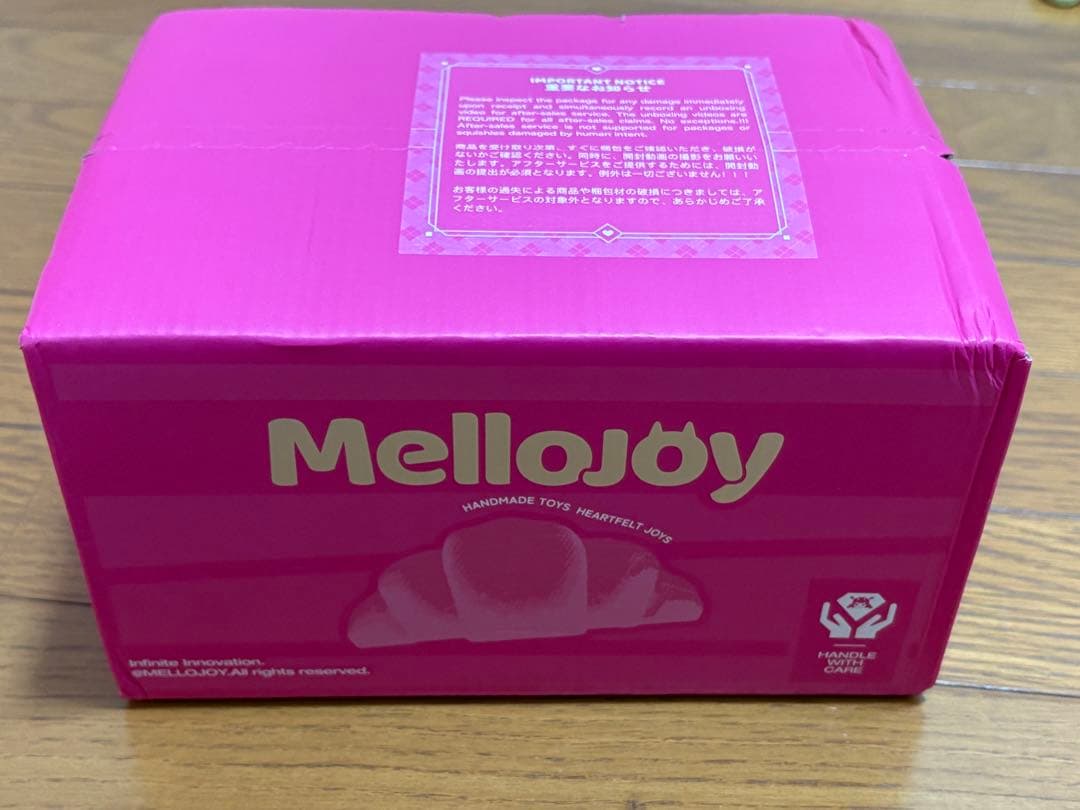 IMPORTANT NOTICE
重要なお知らせ
Please inspect the package for any damage immediately
upon receipt and simultaneously record an unboxing
video for after-sales service. The unboxing videos are
REQUIRED for all after-sales claims. No exceptions.!!!
After-sales service is not supported for packages or
squishies damaged by human intent.
商品を受け取り次第、すぐに梱包をご確認いただき、破損が
ないかご確認ください。同時に、開封動画の撮影をお願いい
たします。アフターサービスをご提供するためには、開封動
画の提出が必須となります。例外は一切ございません!!!
お客様の過失による商品や梱包材の破損につきましては、ア
フターサービスの対象外となりますので、あらかじめご了承
ください。
MelloJoy
HANDMADE TOYS HEARTFELT JOYS
Infinite Innovation.
©MELLOJOY.All rights reserved.
HANDLE
WITH
CARE